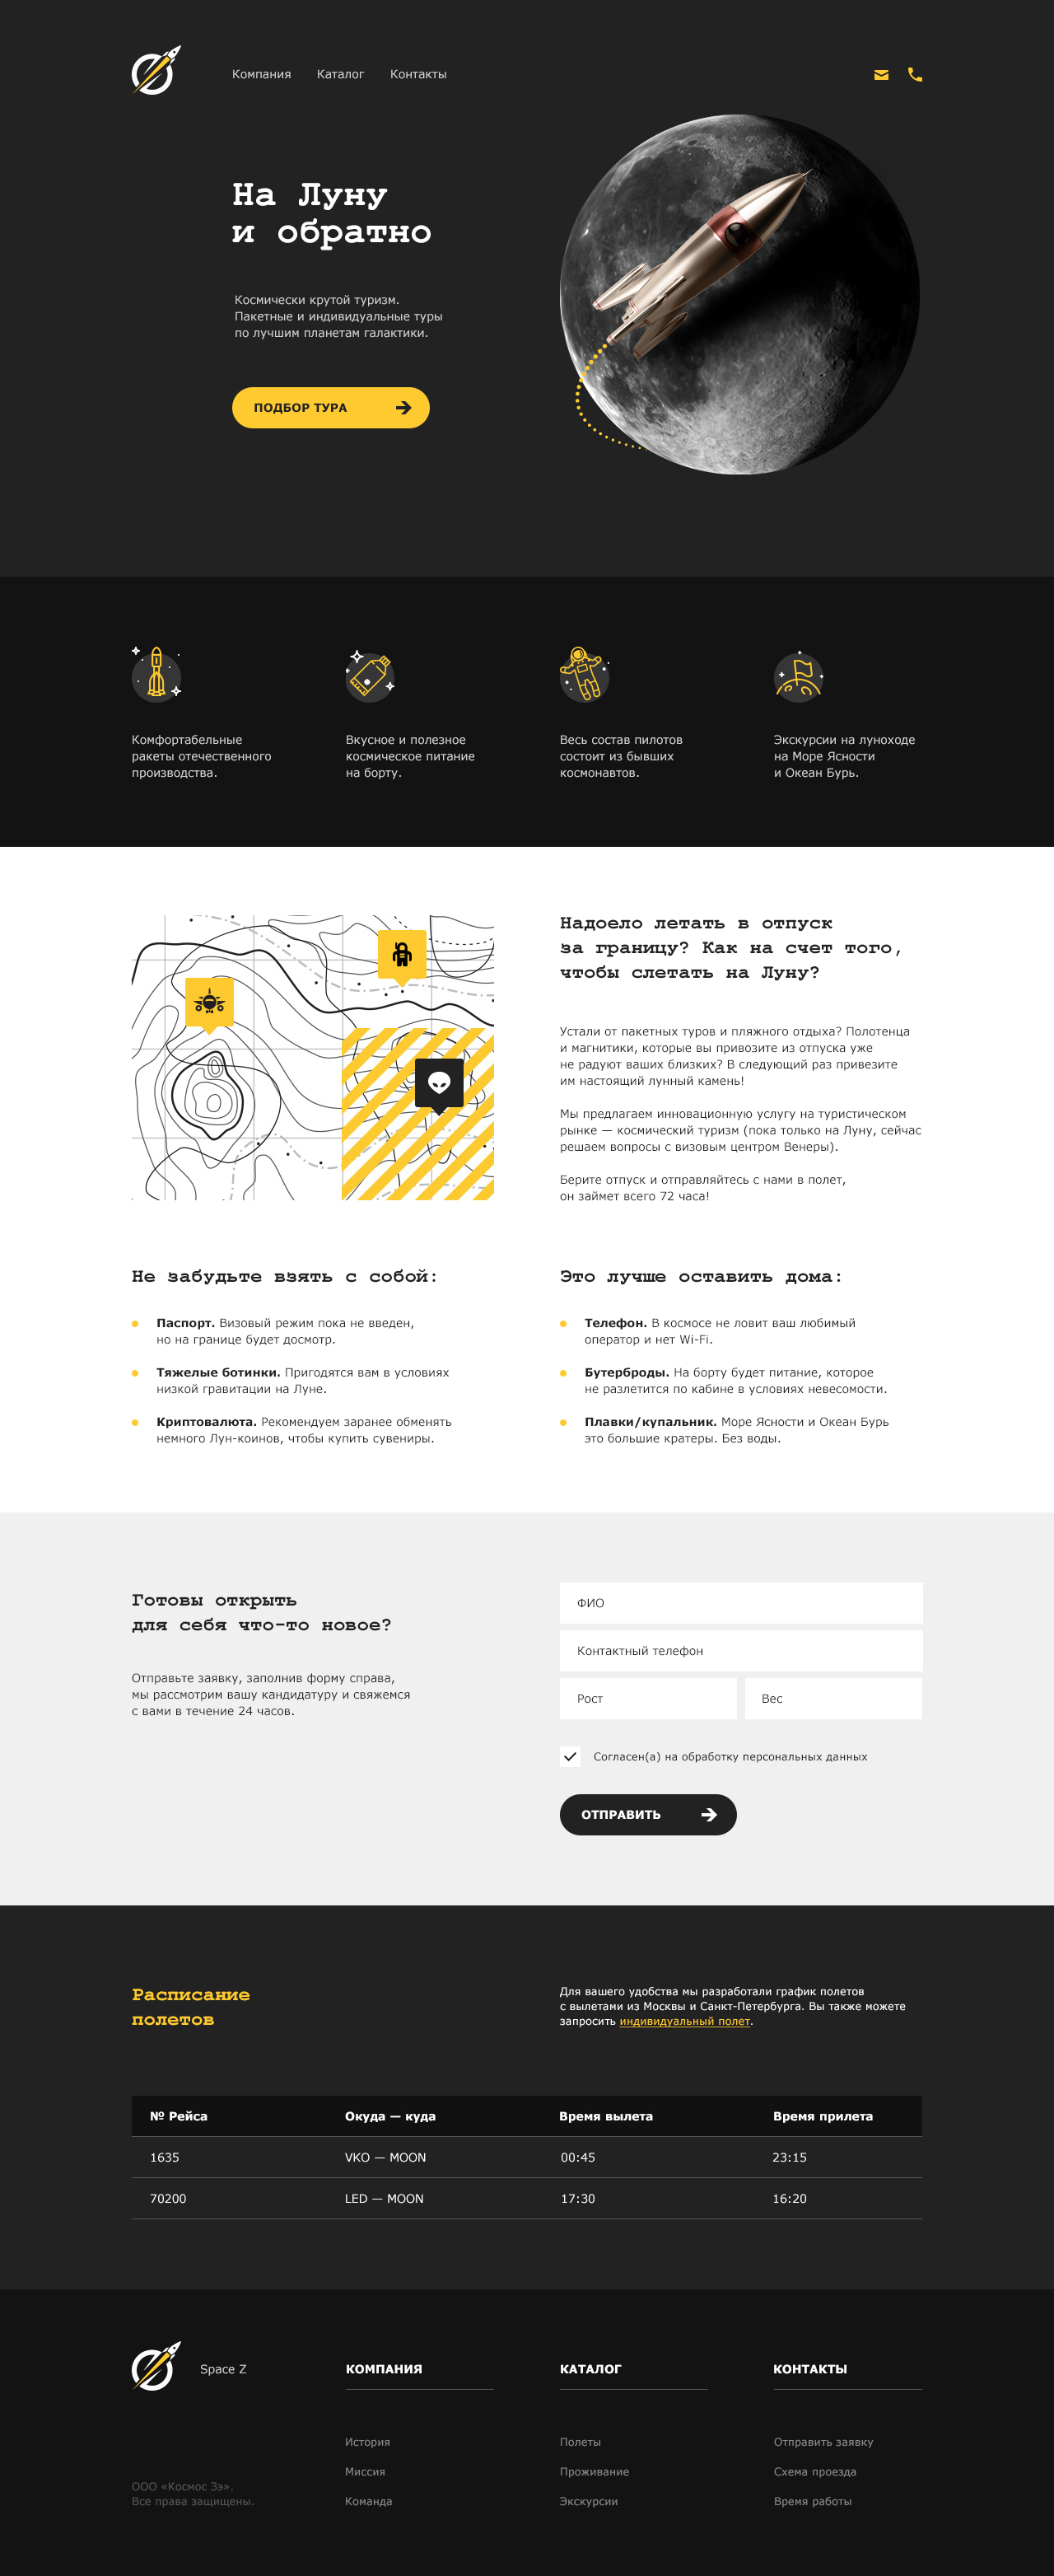 Компания Каталог Контакты
На Луну
и обратно
Космически крутой туризм.
Пакетные и индивидуальные туры
по лучшим планетам галактики.
ПОДБОР ТУРА
Комфортабельные
ракеты отечественного
производства.
Вкусное и полезное
космическое питание
на борту.
Весь состав пилотов
состоит из бывших
космонавтов.
Экскурсии на луноходе
на Море Ясности
и Океан Бурь.
Надоело летать в отпуск
за границу? Как на счет того,
чтобы слетать на Луну?
Устали от пакетных туров и пляжного отдыха? Полотенца
и магнитики, которые вы привозите из отпуска уже
не радуют ваших близких? В следующий раз привезите
им настоящий лунный камень!
Мы предлагаем инновационную услугу на туристическом
рынке — космический туризм (пока только на Луну, сейчас
решаем вопросы с визовым центром Венеры).
Берите отпуск и отправляйтесь с нами в полет,
он займет всего 72 часа!
Не забудьте взять с собой:
Паспорт. Визовый режим пока не введен,
но на границе будет досмотр.
Тяжелые ботинки. Пригодятся вам в условиях
низкой гравитации на Луне.
Криптовалюта. Рекомендуем заранее обменять
немного Лун-коинов, чтобы купить сувениры.
Это лучше оставить дома:
Телефон. В космосе не ловит ваш любимый
оператор и нет Wi-Fi.
Бутерброды. На борту будет питание, которое
не разлетится по кабине в условиях невесомости.
Плавки/купальник. Море Ясности и Океан Бурь
это большие кратеры. Без воды.
Готовы открыть
для себя что-то новое?
Отправьте заявку, заполнив форму справа,
мы рассмотрим вашу кандидатуру и свяжемся
с вами в течение 24 часов.
ФИО
Контактный телефон
Рост Вес
Согласен(а) на обработку персональных данных
ОТПРАВИТЬ
Расписание
полетов
Для вашего удобства мы разработали график полетов
с вылетами из Москвы и Санкт-Петербурга. Вы также можете
запросить индивидуальный полет.
№ Рейса Окуда — куда Время вылета Время прилета
1635 VKO — MOON 00:45 23:15
70200 LED — MOON 17:30 16:20
Space Z
ООО «Космос Зэ».
Все права защищены.
КОМПАНИЯ
История
Миссия
Команда
КАТАЛОГ
Полеты
Проживание
Экскурсии
КОНТАКТЫ
Отправить заявку
Схема проезда
Время работы